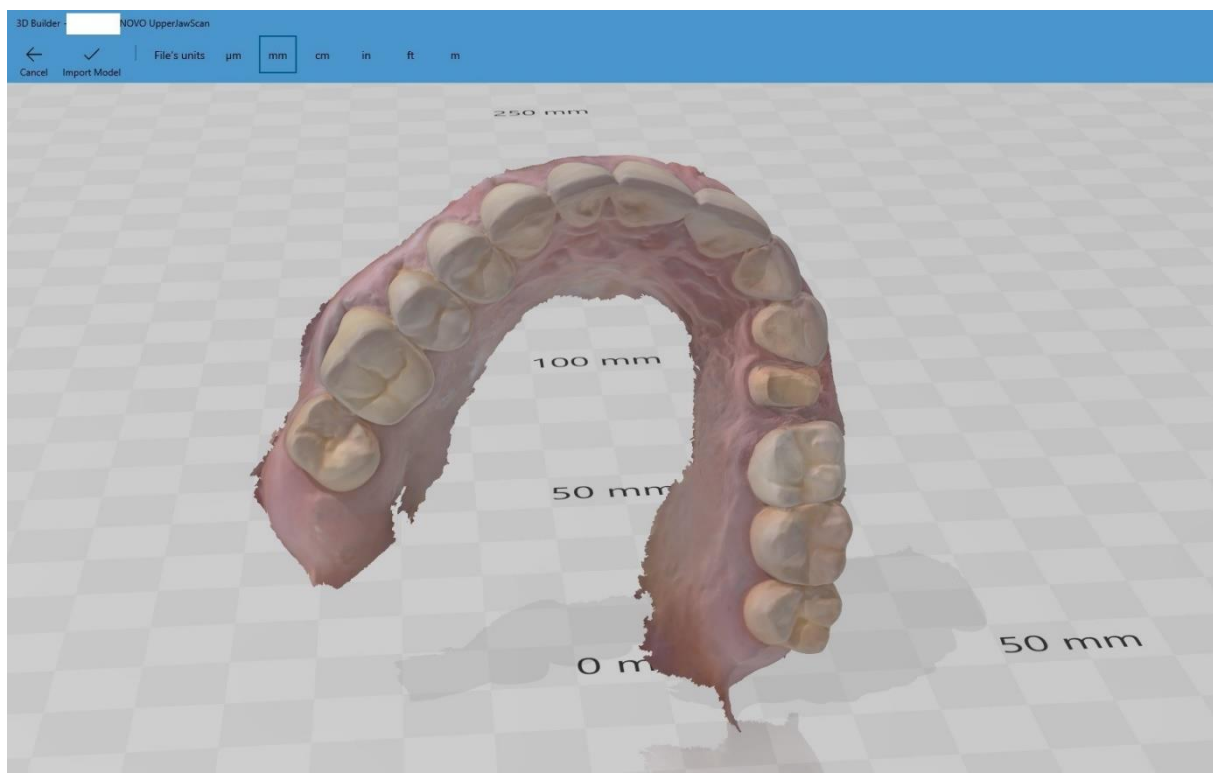 3D Builder - NOVO UpperJawScan
Cancel
Import Model
File's units µm mm cm in ft m
250 mm
100 mm
50 mm
50 mm
0 m